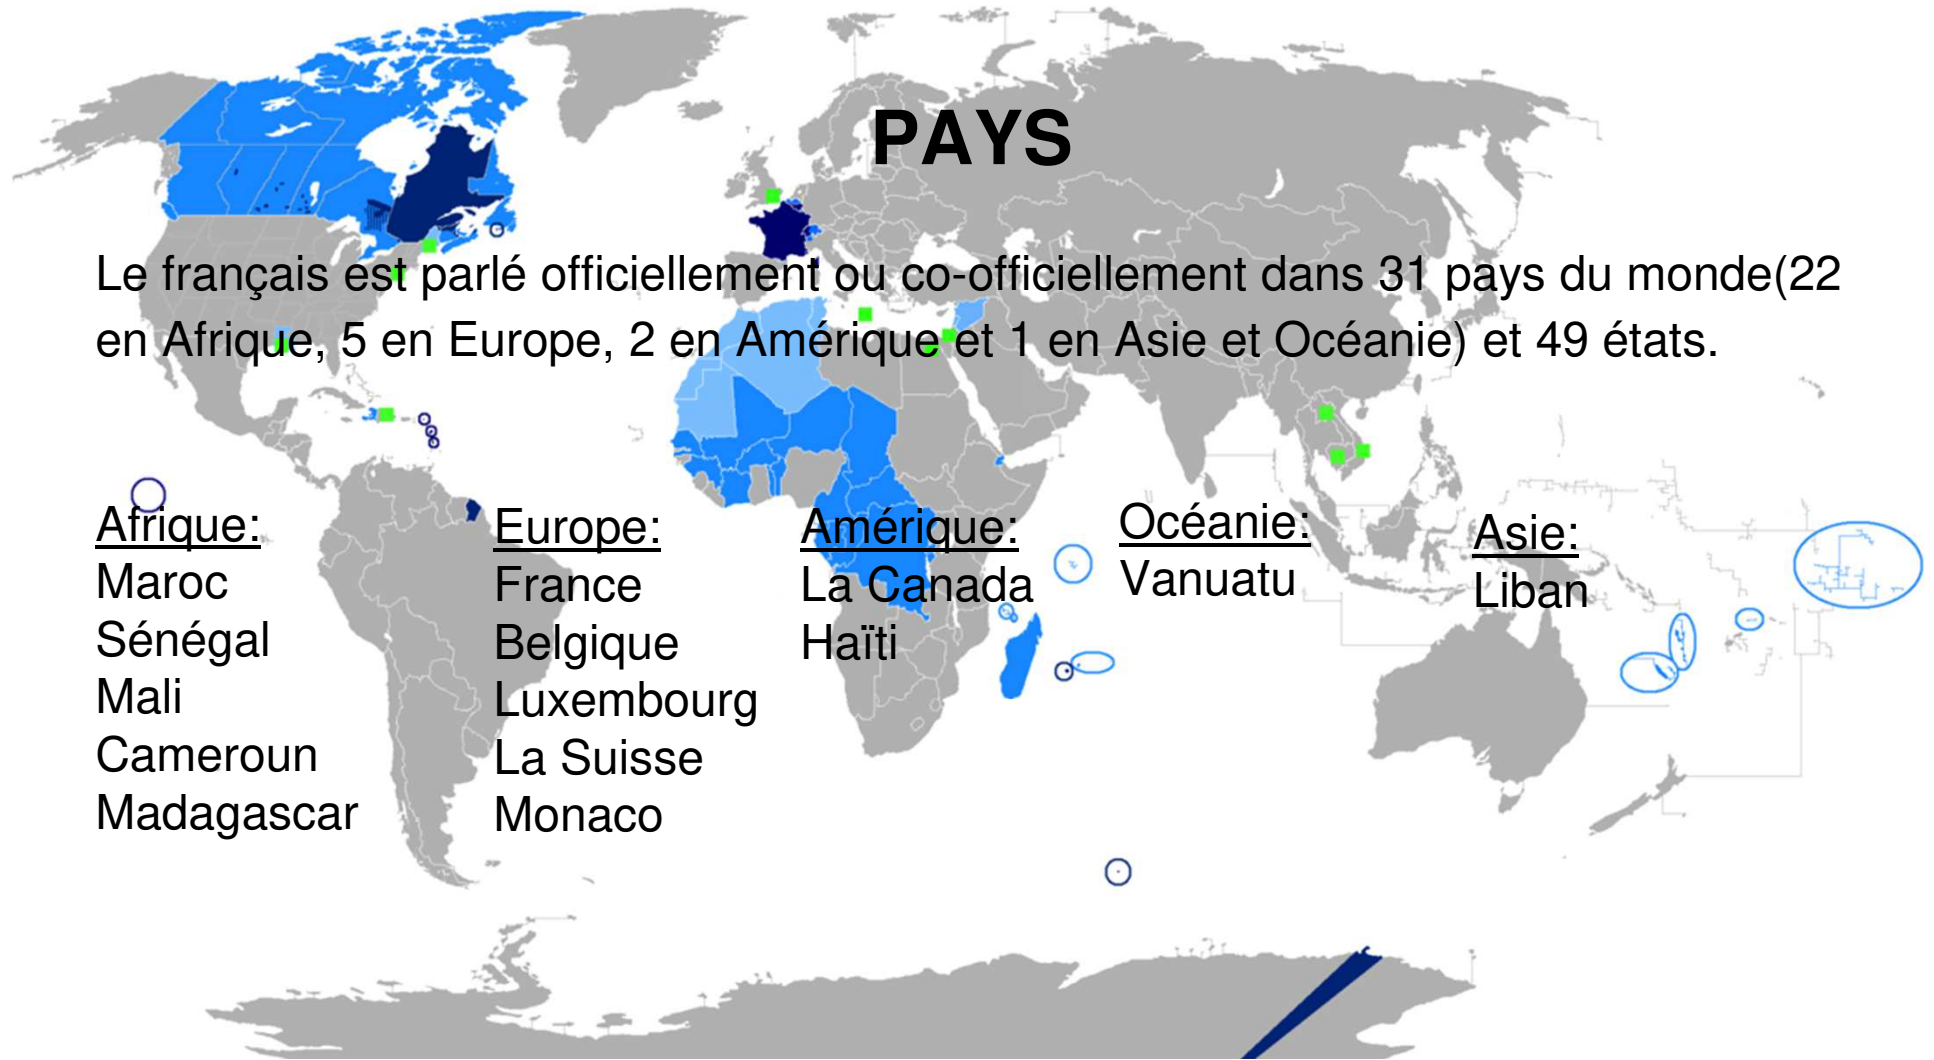 PAYS
Le français est parlé officiellement ou co-officiellement dans 31 pays du monde(22
en Afrique, 5 en Europe, 2 en Amérique et 1 en Asie et Océanie) et 49 états.
Afrique:
Maroc
Sénégal
Mali
Cameroun
Madagascar
Europe:
France
Belgique
Luxembourg
La Suisse
Monaco
Amérique:
La Canada
Haïti
Océanie:
Vanuatu
Asie:
Liban